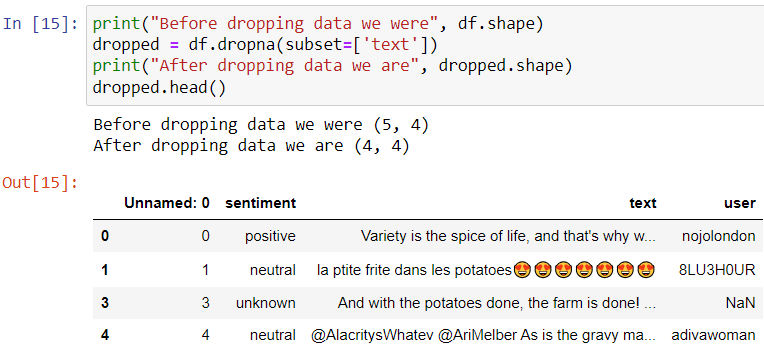 In [15]: print("Before dropping data we were", df.shape)
dropped = df.dropna(subset=['text'])
print("After dropping data we are", dropped.shape)
dropped.head()
Before dropping data we were (5, 4)
After dropping data we are (4, 4)
Out[15]:
Unnamed: 0 sentiment text user
0 0 positive Variety is the spice of life, and that's why w... nojolondon
1 1 neutral la ptite frite dans les potatoes😍😍😍😍😍😍😍 8LU3H0UR
3 3 unknown And with the potatoes done, the farm is done! ... NaN
4 4 neutral @AlacritysWhatev @AriMelber As is the gravy ma... adivawoman